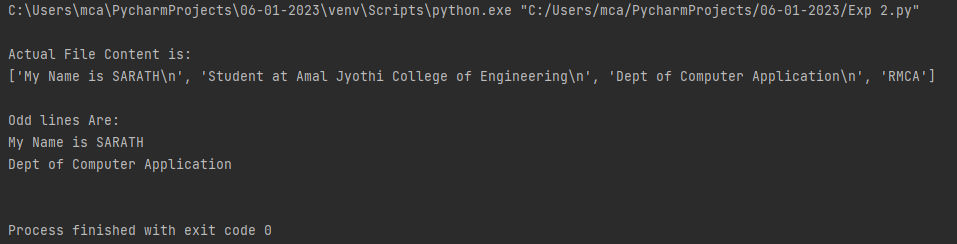 C:\Users\mca\PycharmProjects\06-01-2023\venv\Scripts\python.exe "C:/Users/mca/PycharmProjects/06-01-2023/Exp 2.py"
Actual File Content is:
['My Name is SARATH\n', 'Student at Amal Jyothi College of Engineering\n', 'Dept of Computer Application\n', 'RMCA']
Odd lines Are:
My Name is SARATH
Dept of Computer Application
Process finished with exit code 0